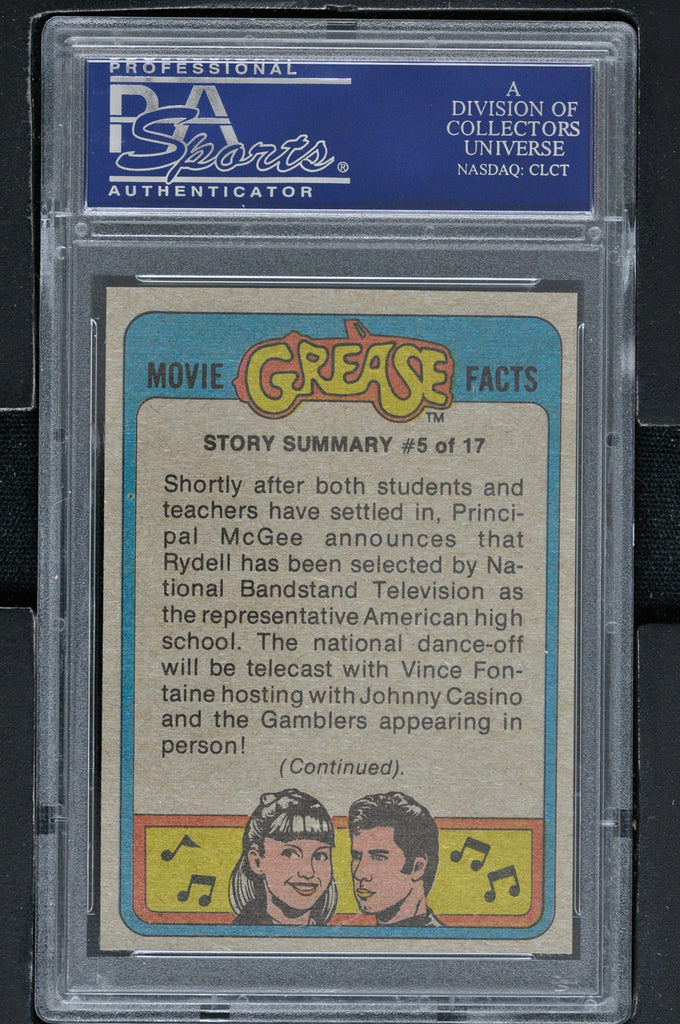 PROFESSIONAL
PSA
Sports®
AUTHENTICATOR
A
DIVISION OF
COLLECTORS
UNIVERSE
NASDAQ: CLCT
MOVIE GREASE FACTS
TM
STORY SUMMARY #5 of 17
Shortly after both students and
teachers have settled in, Princi-
pal McGee announces that
Rydell has been selected by Na-
tional Bandstand Television as
the representative American high
school. The national dance-off
will be telecast with Vince Fon-
taine hosting with Johnny Casino
and the Gamblers appearing in
person!
(Continued).